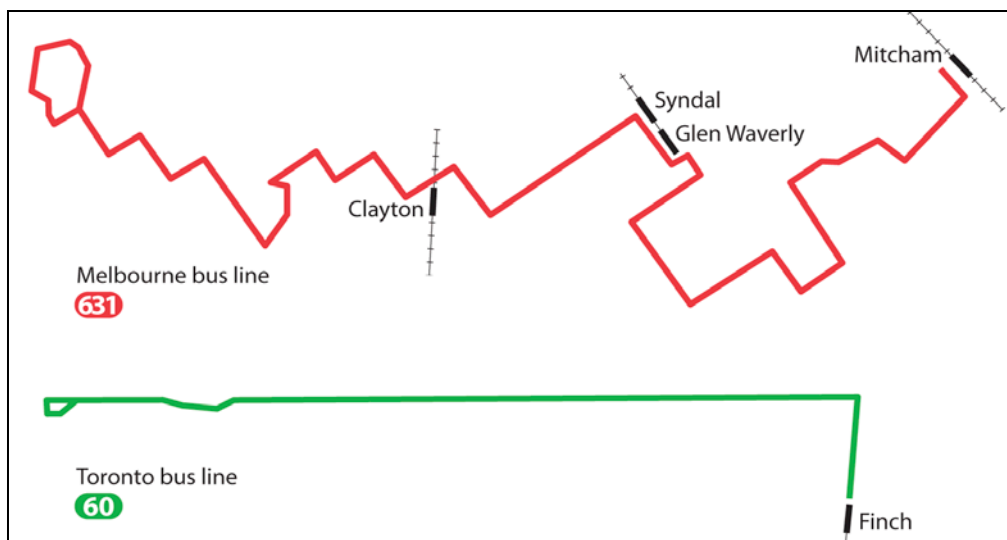 Mitcham
Syndal
Glen Waverly
Clayton
Melbourne bus line
631
Toronto bus line
60
Finch